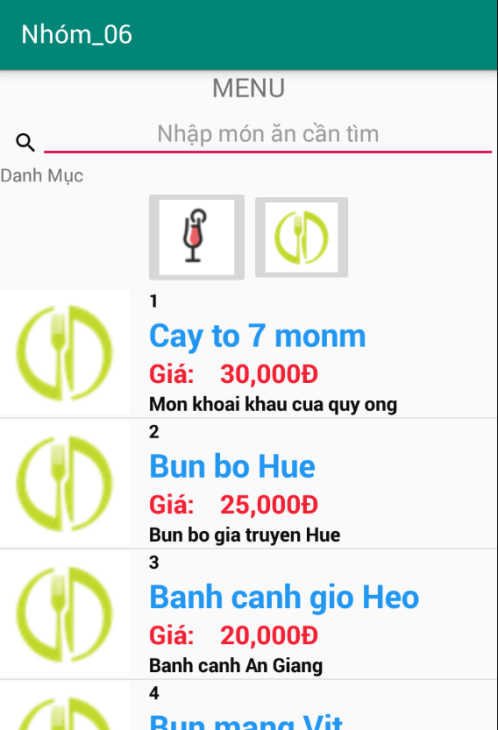 Nhóm_06
MENU
Nhập món ăn cần tìm
Danh Mục
1
Cay to 7 monm
Giá: 30,000Đ
Mon khoai khau cua quy ong
2
Bun bo Hue
Giá: 25,000Đ
Bun bo gia truyen Hue
3
Banh canh gio Heo
Giá: 20,000Đ
Banh canh An Giang
4
Bun mang Vit